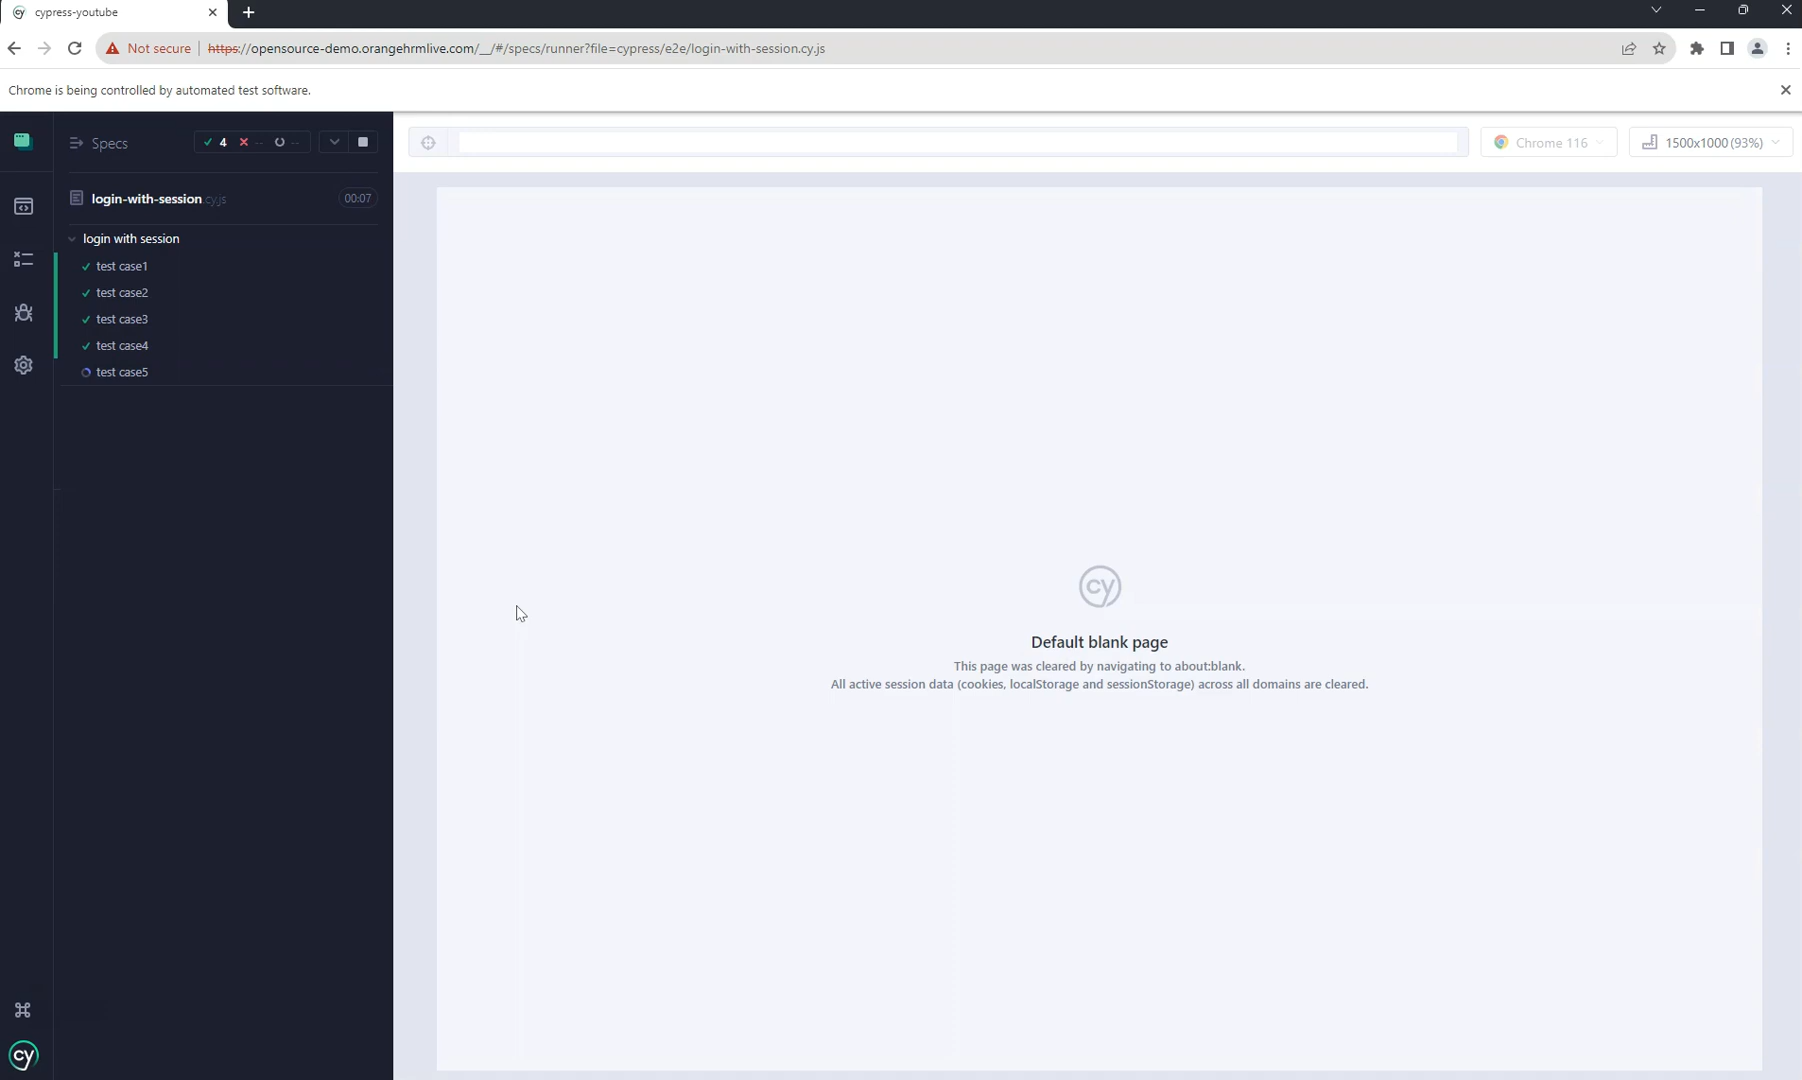 cypress-youtube
Not secure https://opensource-demo.orangehrmlive.com/__/#/specs/runner?file=cypress/e2e/login-with-session.cy.js
Chrome is being controlled by automated test software.
Specs 4 -- --
Chrome 116 1500x1000 (93%)
login-with-session.cy.js 00:07
login with session
test case1
test case2
test case3
test case4
test case5
cy
Default blank page
This page was cleared by navigating to about:blank.
All active session data (cookies, localStorage and sessionStorage) across all domains are cleared.
cy